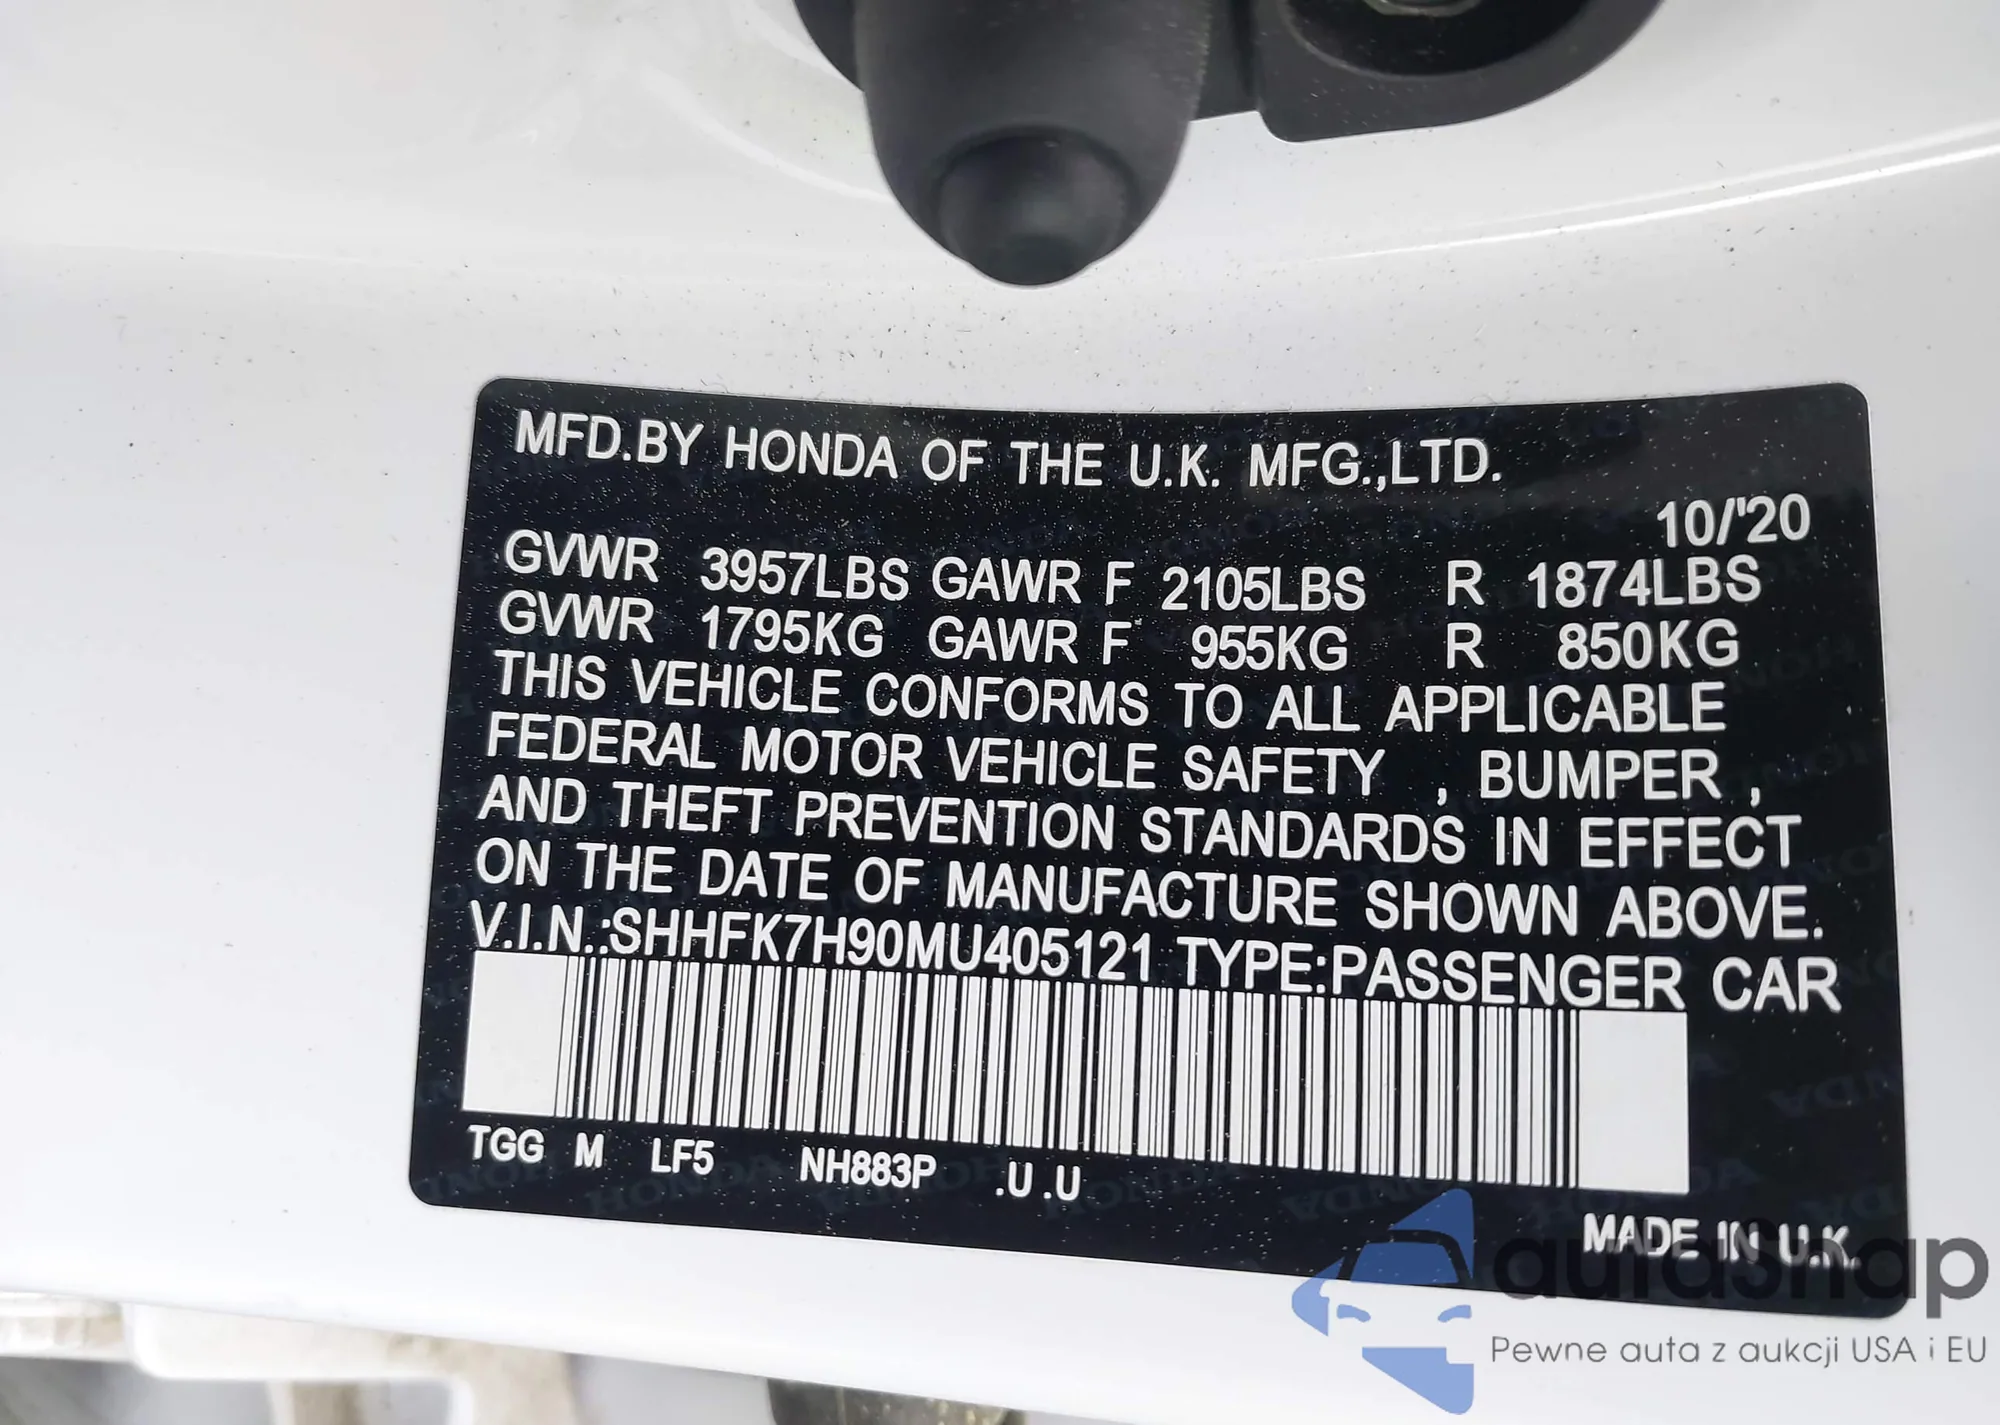 MFD.BY HONDA OF THE U.K. MFG.,LTD.
10/'20
GVWR 3957LBS GAWR F 2105LBS R 1874LBS
GVWR 1795KG GAWR F 955KG R 850KG
THIS VEHICLE CONFORMS TO ALL APPLICABLE
FEDERAL MOTOR VEHICLE SAFETY , BUMPER ,
AND THEFT PREVENTION STANDARDS IN EFFECT
ON THE DATE OF MANUFACTURE SHOWN ABOVE.
V.I.N.:SHHFK7H90MU405121 TYPE:PASSENGER CAR
TGG M LF5 NH883P .U .U
MADE IN U.K.
autasnap
Pewne auta z aukcji USA i EU